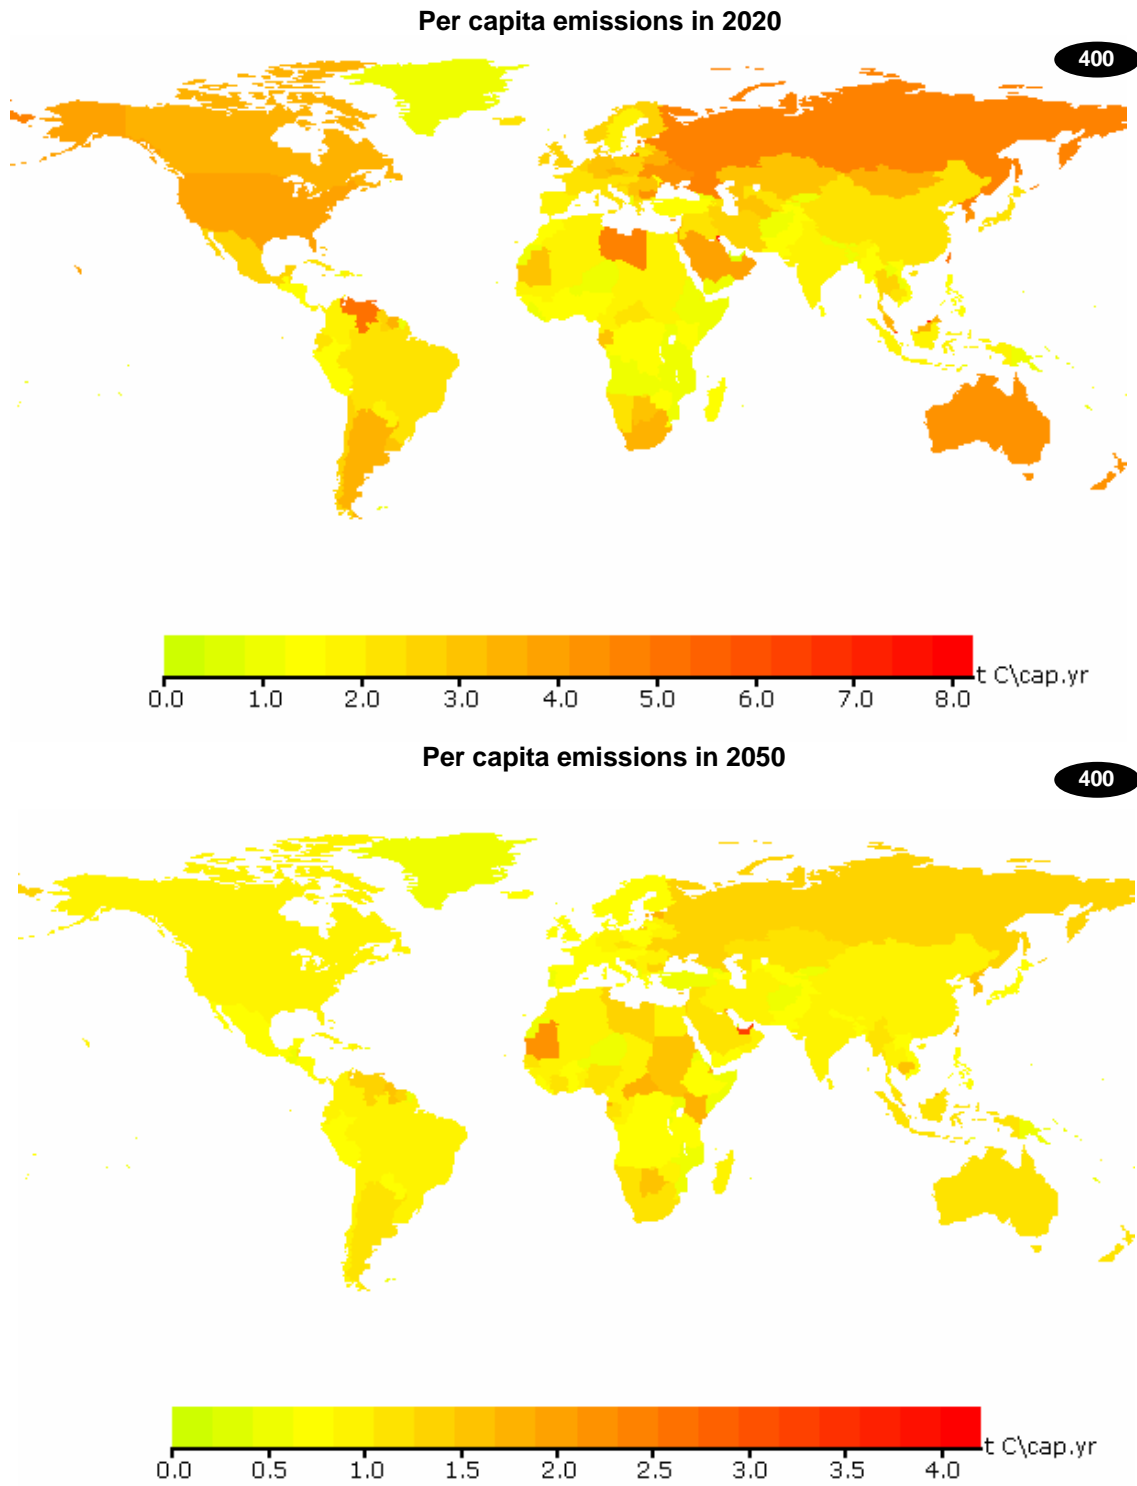 Per capita emissions in 2020
400
t C\cap.yr
0.0 1.0 2.0 3.0 4.0 5.0 6.0 7.0 8.0
Per capita emissions in 2050
400
t C\cap.yr
0.0 0.5 1.0 1.5 2.0 2.5 3.0 3.5 4.0